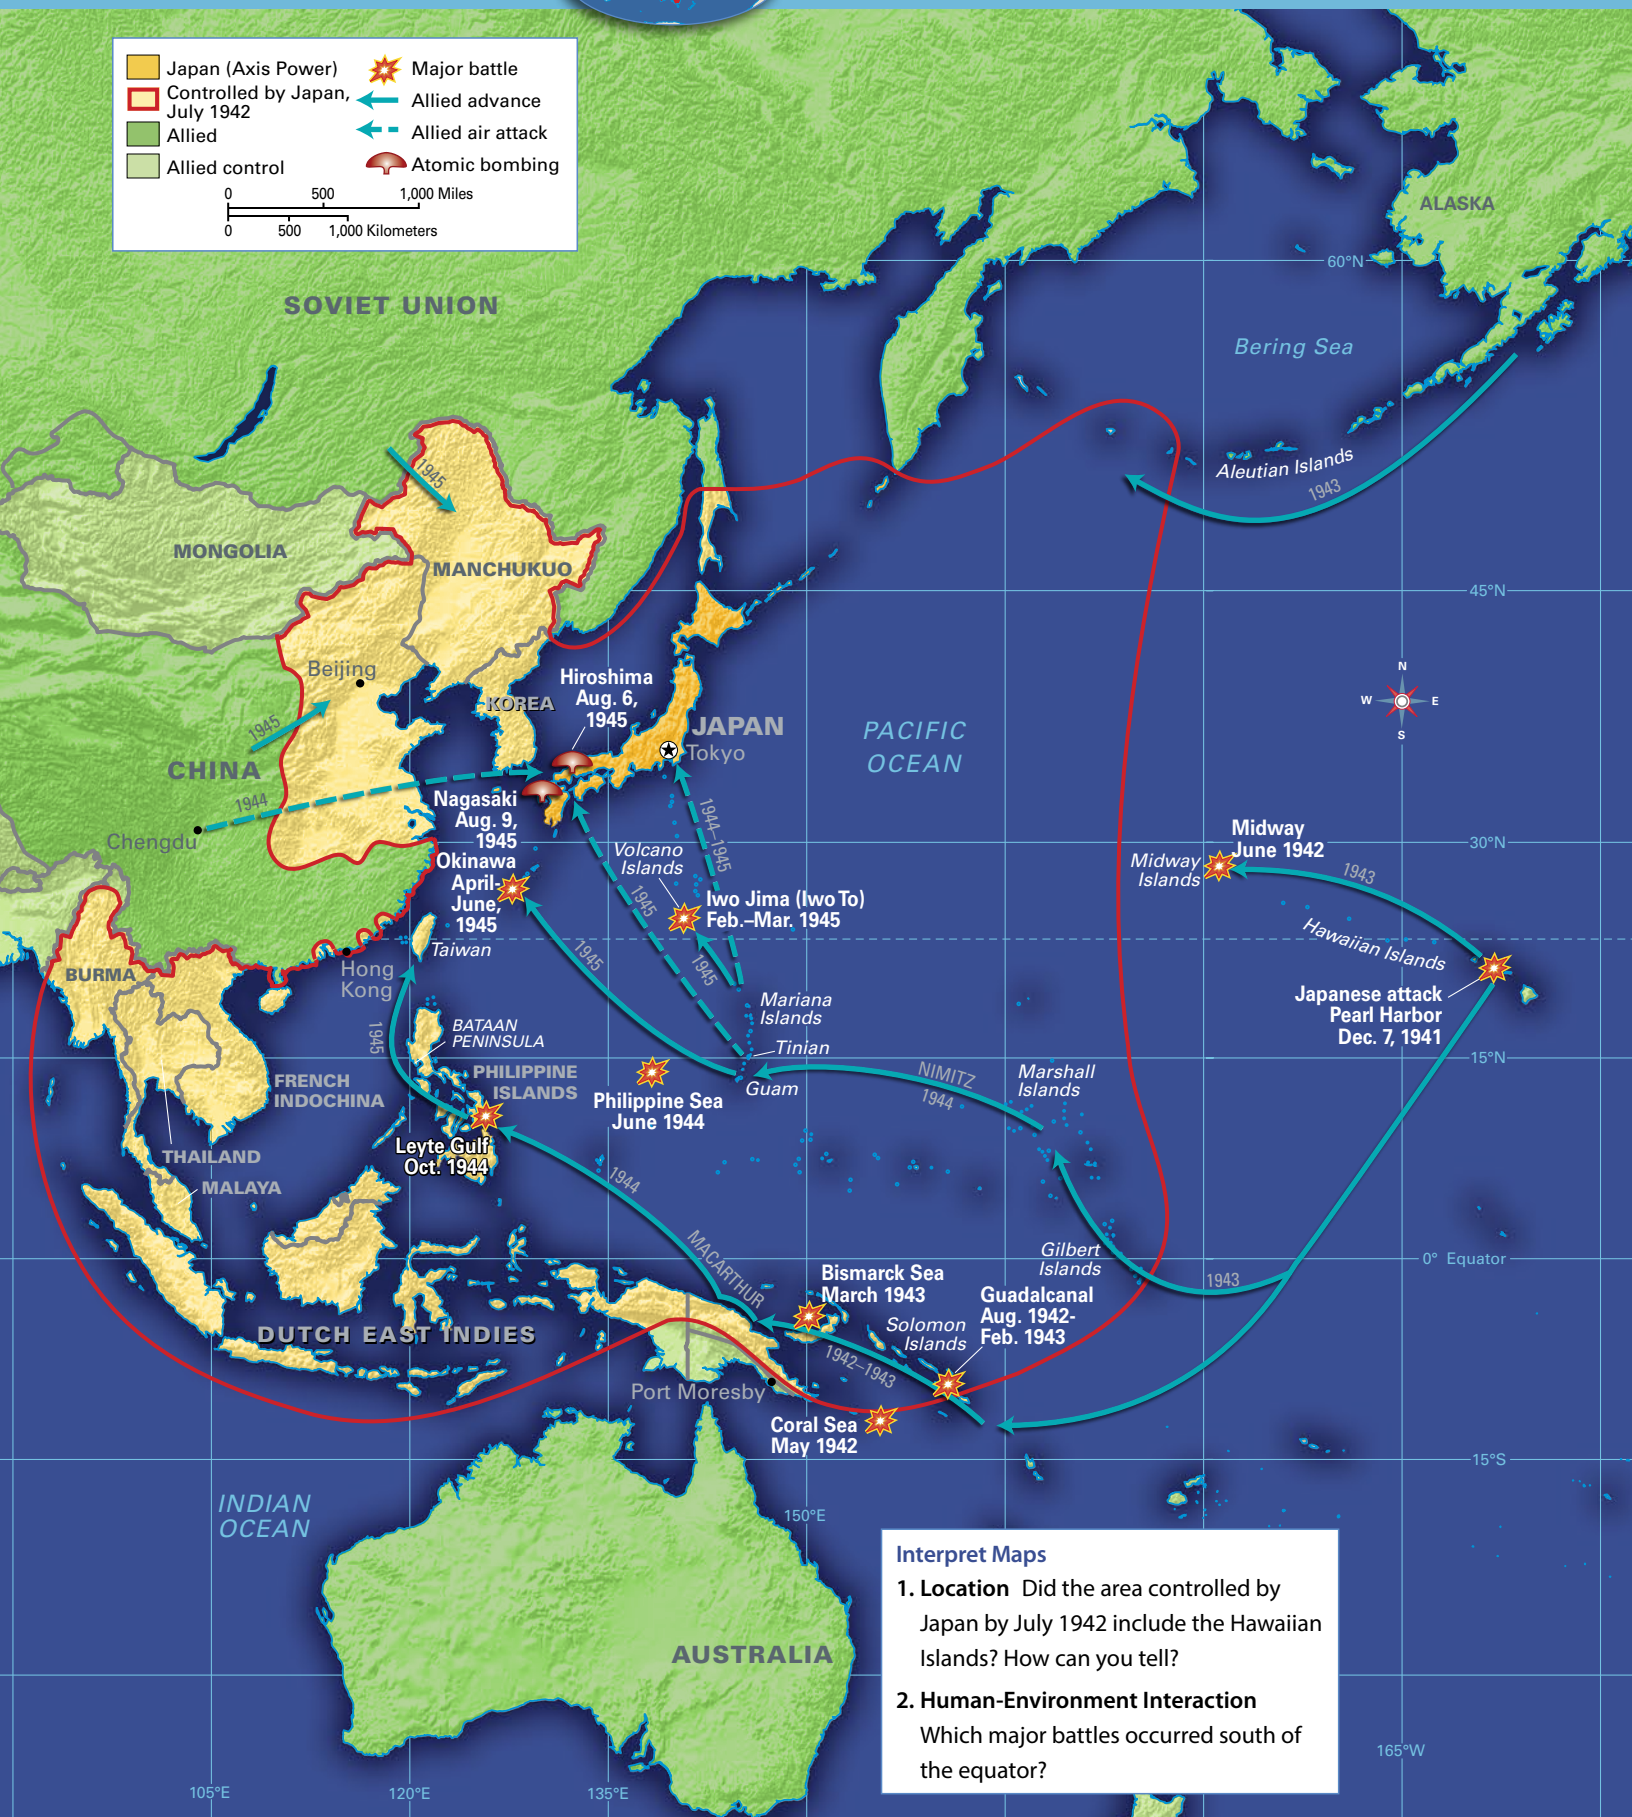 Japan (Axis Power)
Controlled by Japan,
July 1942
Allied
Allied control
Major battle
Allied advance
Allied air attack
Atomic bombing
0 500 1,000 Miles
0 500 1,000 Kilometers
ALASKA
60°N
SOVIET UNION
Bering Sea
Aleutian Islands
1943
1945
MONGOLIA
MANCHUKUO
45°N
N
W E
S
Beijing
KOREA
Hiroshima
Aug. 6,
1945
JAPAN
Tokyo
PACIFIC
OCEAN
1945
CHINA
1944
Chengdu
Nagasaki
Aug. 9,
1945
1944–1945
Okinawa
April-
June,
1945
Volcano
Islands
1945
Iwo Jima (Iwo To)
Feb.–Mar. 1945
Midway
June 1942
30°N
Midway
Islands
1943
Hawaiian Islands
Taiwan
1945
1945
BURMA
Hong
Kong
Japanese attack
Pearl Harbor
Dec. 7, 1941
Mariana
Islands
1945
BATAAN
PENINSULA
Tinian
15°N
FRENCH
INDOCHINA
PHILIPPINE
ISLANDS
Philippine Sea
June 1944
Guam
NIMITZ
1944
Marshall
Islands
Leyte Gulf
Oct. 1944
THAILAND
MALAYA
1944
MACARTHUR
Gilbert
Islands
1943
0° Equator
Bismarck Sea
March 1943
Guadalcanal
Aug. 1942-
Feb. 1943
Solomon
Islands
DUTCH EAST INDIES
1942–1943
Port Moresby
Coral Sea
May 1942
15°S
INDIAN
OCEAN
150°E
AUSTRALIA
Interpret Maps
1. Location Did the area controlled by
Japan by July 1942 include the Hawaiian
Islands? How can you tell?
2. Human-Environment Interaction
Which major battles occurred south of
the equator?
165°W
105°E
120°E
135°E